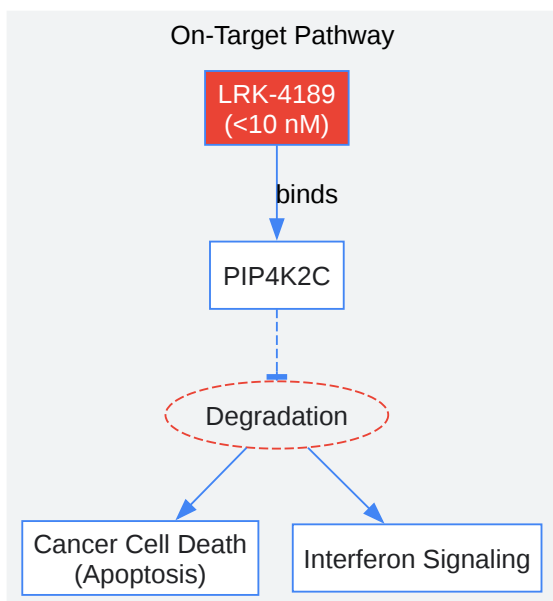 On-Target Pathway
LRK-4189
(<10 nM)
binds
PIP4K2C
Degradation
Cancer Cell Death
(Apoptosis)
Interferon Signaling